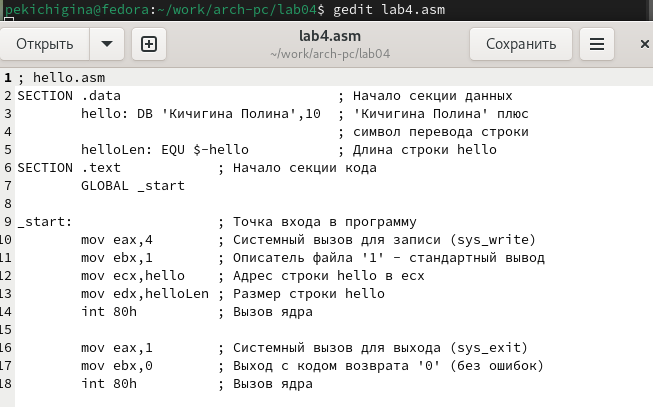 pekichigina@fedora:~/work/arch-pc/lab04$ gedit lab4.asm
Открыть lab4.asm Сохранить
~/work/arch-pc/lab04
1 ; hello.asm
2 SECTION .data ; Начало секции данных
3 hello: DB 'Кичигина Полина',10 ; 'Кичигина Полина' плюс
4 ; символ перевода строки
5 helloLen: EQU $-hello ; Длина строки hello
6 SECTION .text ; Начало секции кода
7 GLOBAL _start
8
9 _start: ; Точка входа в программу
10 mov eax,4 ; Системный вызов для записи (sys_write)
11 mov ebx,1 ; Описатель файла '1' - стандартный вывод
12 mov ecx,hello ; Адрес строки hello в ecx
13 mov edx,helloLen ; Размер строки hello
14 int 80h ; Вызов ядра
15
16 mov eax,1 ; Системный вызов для выхода (sys_exit)
17 mov ebx,0 ; Выход с кодом возврата '0' (без ошибок)
18 int 80h ; Вызов ядра